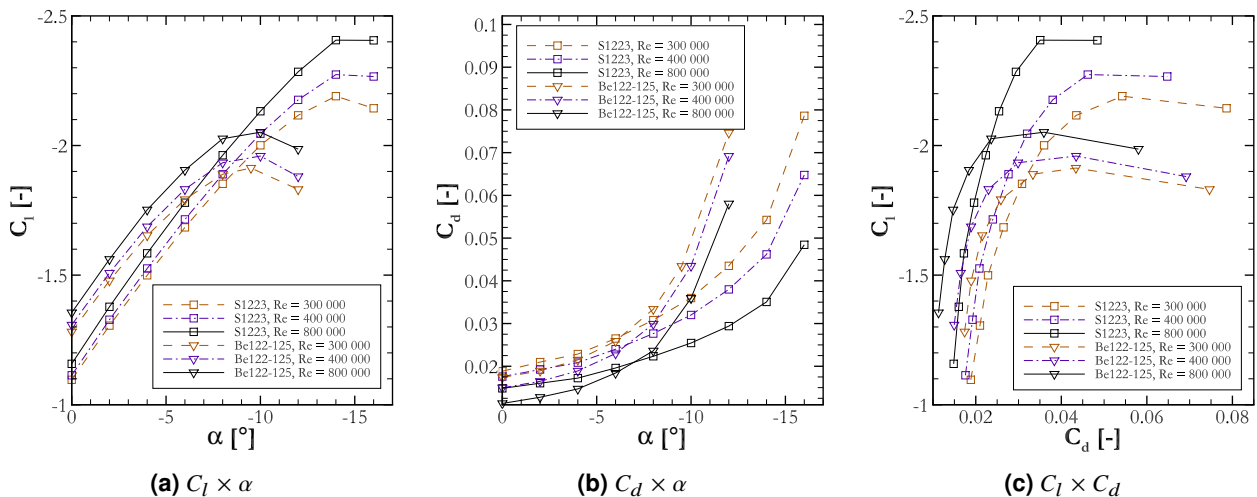 -2.5
-2
-1.5
-1
C_l [-]
0
-5
-10
-15
α [°]
S1223, Re = 300 000
S1223, Re = 400 000
S1223, Re = 800 000
Be122-125, Re = 300 000
Be122-125, Re = 400 000
Be122-125, Re = 800 000
(a) C_l × α
0.1
0.09
0.08
0.07
0.06
0.05
0.04
0.03
0.02
C_d [-]
0
-5
-10
-15
α [°]
S1223, Re = 300 000
S1223, Re = 400 000
S1223, Re = 800 000
Be122-125, Re = 300 000
Be122-125, Re = 400 000
Be122-125, Re = 800 000
(b) C_d × α
-2.5
-2
-1.5
-1
C_l [-]
0.02
0.04
0.06
0.08
C_d [-]
S1223, Re = 300 000
S1223, Re = 400 000
S1223, Re = 800 000
Be122-125, Re = 300 000
Be122-125, Re = 400 000
Be122-125, Re = 800 000
(c) C_l × C_d